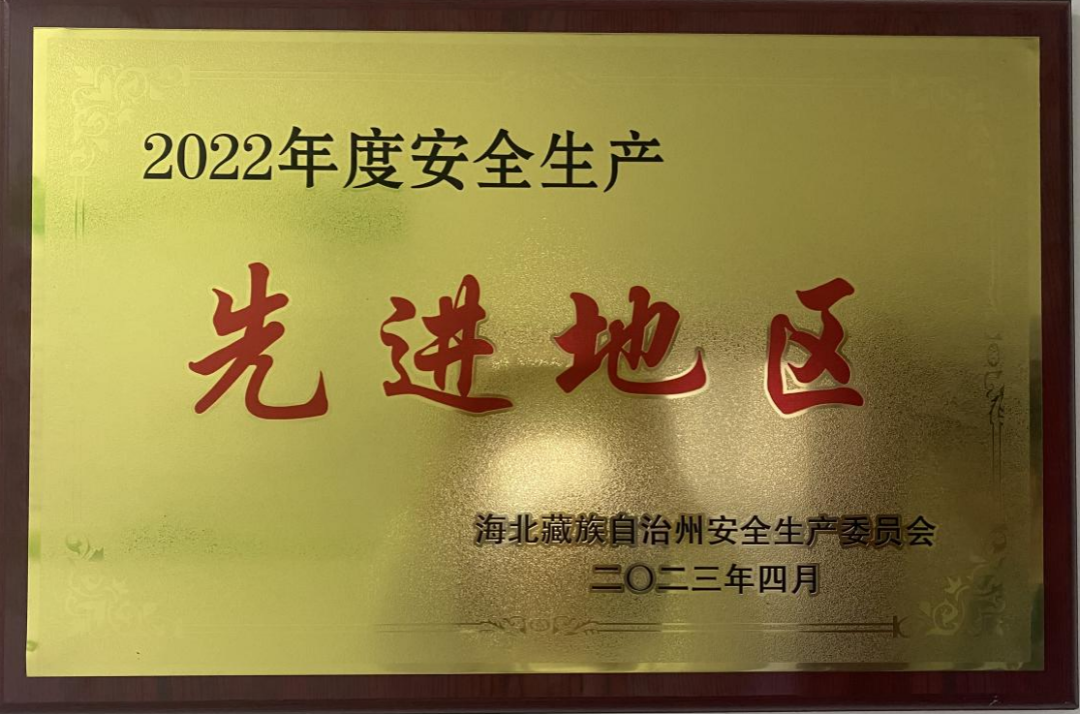 2022年度安全生产
先进地区
海北藏族自治州安全生产委员会
二〇二三年四月